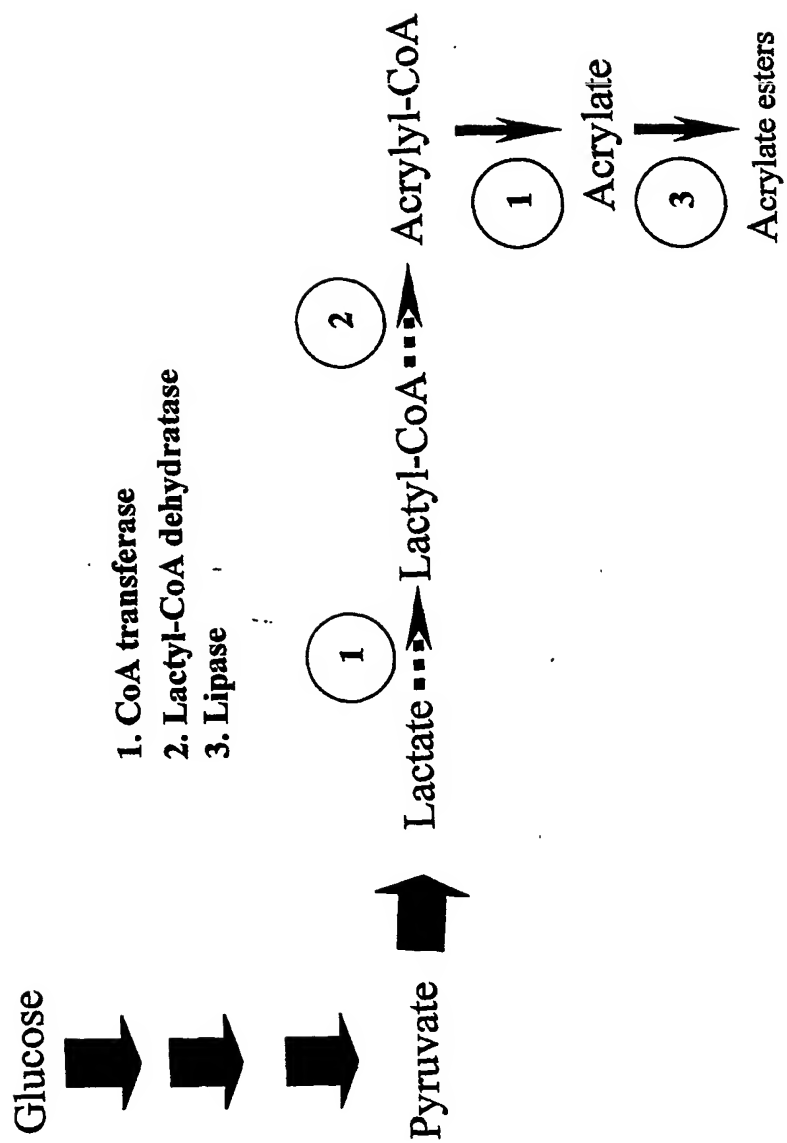 Glucose
1. CoA transferase
2. Lactyl-CoA dehydratase
3. Lipase
Pyruvate
Lactate
1
Lactyl-CoA
2
Acrylyl-CoA
1
Acrylate
3
Acrylate esters